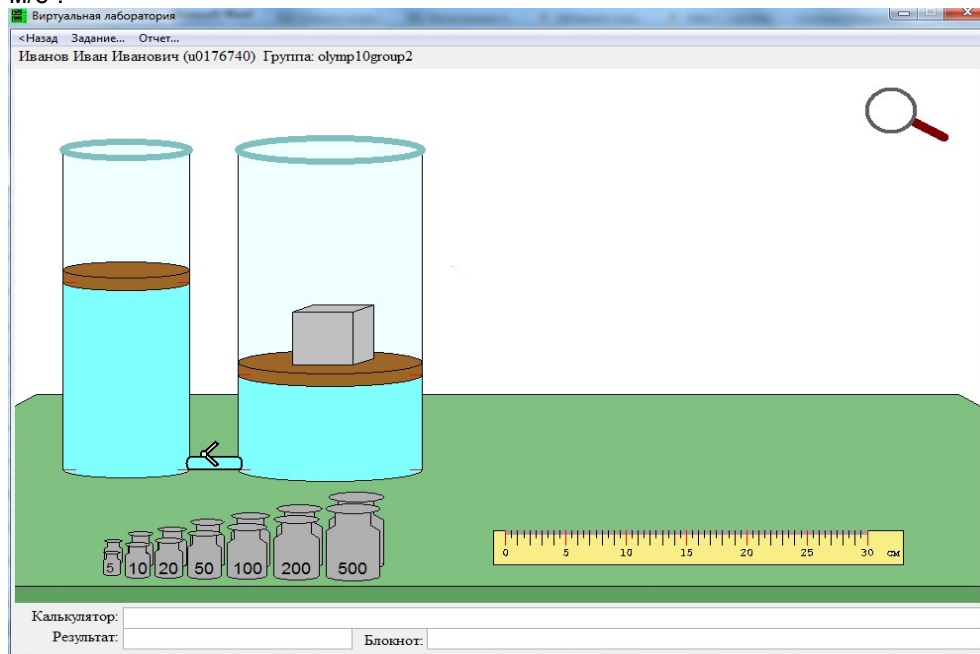 м/с².
Виртуальная лаборатория
<Назад Задание... Отчет...
Иванов Иван Иванович (u0176740) Группа: olymp10group2
5 10 20 50 100 200 500
0 5 10 15 20 25 30 см
Калькулятор:
Результат:
Блокнот: